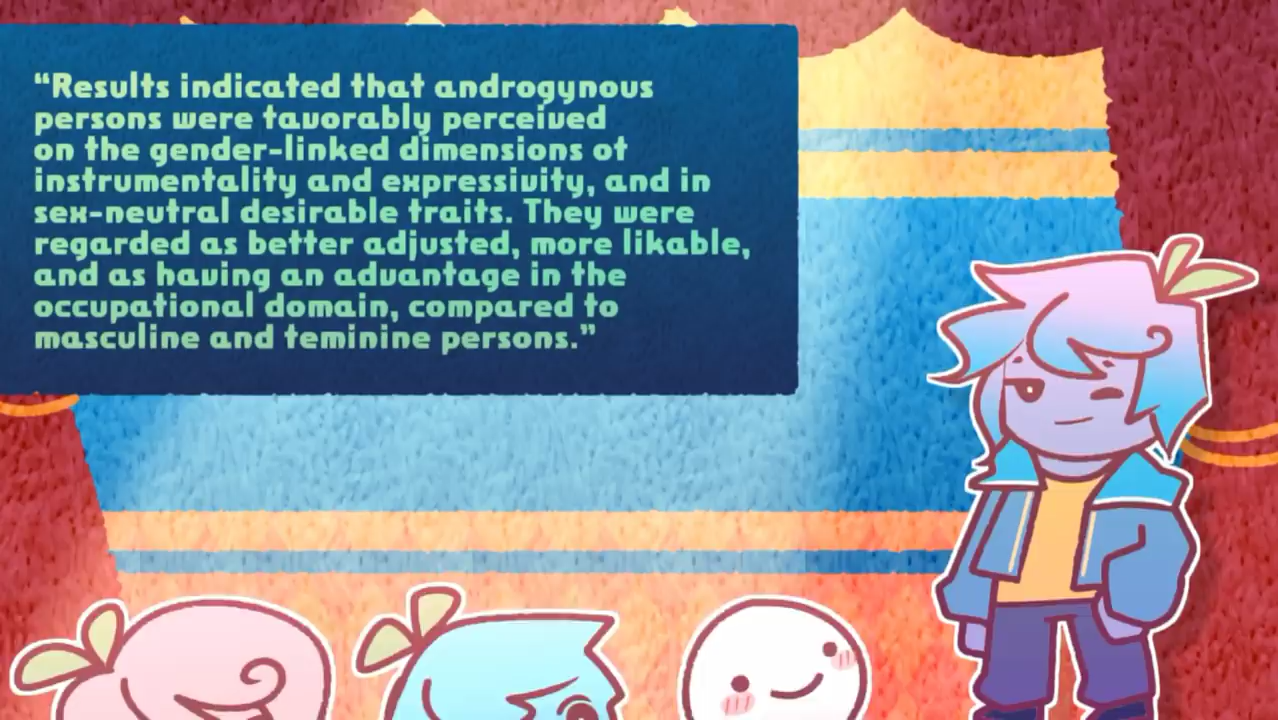 “Results indicated that androgynous
persons were favorably perceived
on the gender-linked dimensions of
instrumentality and expressivity, and in
sex-neutral desirable traits. They were
regarded as better adjusted, more likable,
and as having an advantage in the
occupational domain, compared to
masculine and feminine persons.”